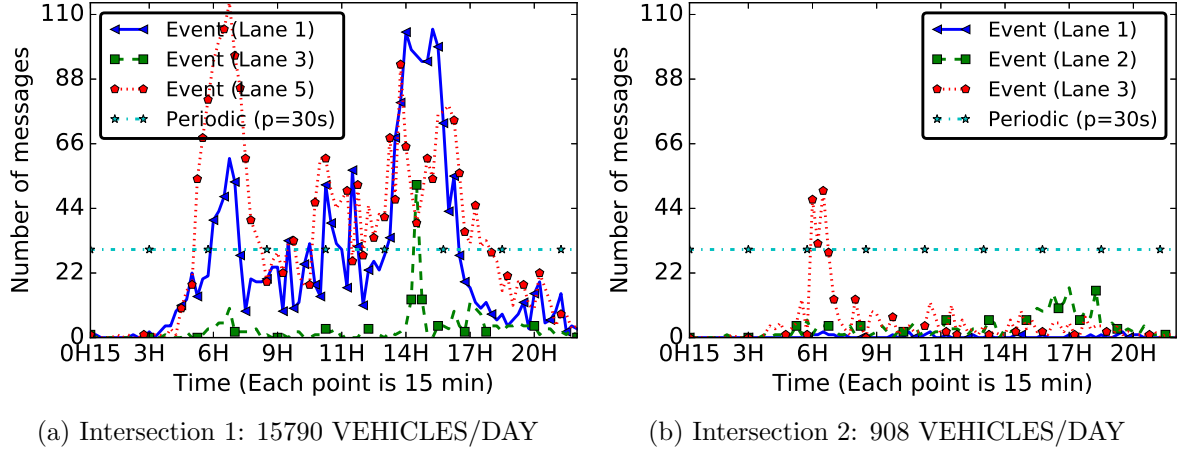 110
88
66
44
22
0
Number of messages
Event (Lane 1)
Event (Lane 3)
Event (Lane 5)
Periodic (p=30s)
0H15 3H 6H 9H 11H 14H 17H 20H
Time (Each point is 15 min)
(a) Intersection 1: 15790 VEHICLES/DAY
110
88
66
44
22
0
Number of messages
Event (Lane 1)
Event (Lane 2)
Event (Lane 3)
Periodic (p=30s)
0H15 3H 6H 9H 11H 14H 17H 20H
Time (Each point is 15 min)
(b) Intersection 2: 908 VEHICLES/DAY